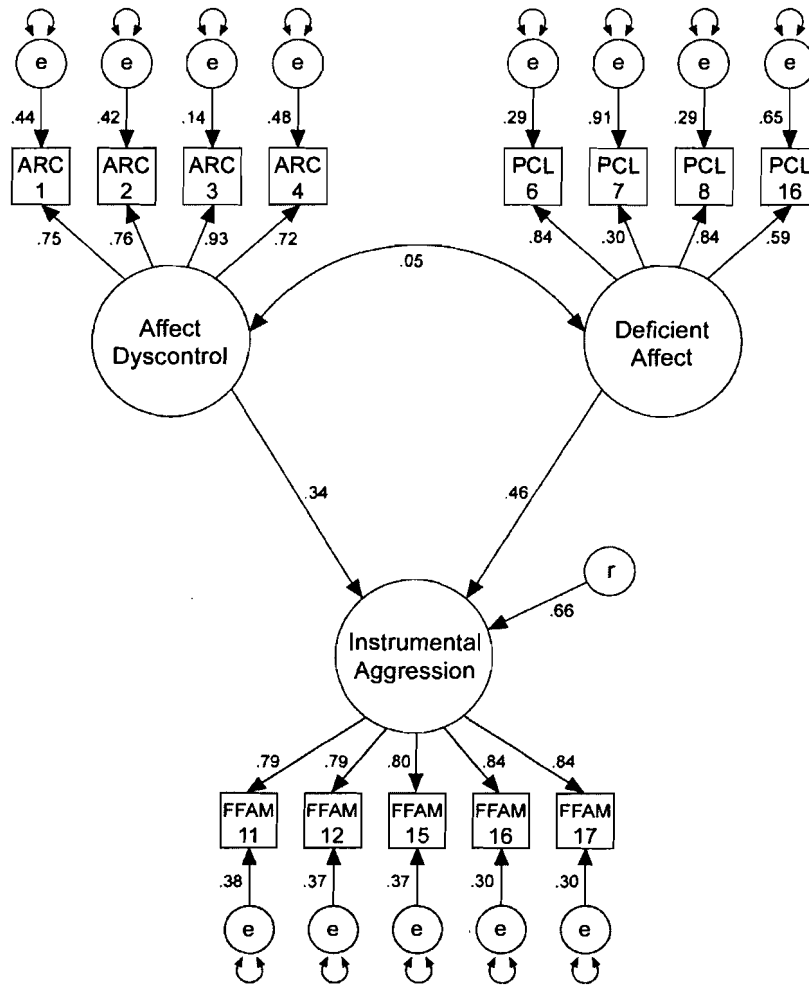 e e e e e e e e
.44 .42 .14 .48 .29 .91 .29 .65
ARC ARC ARC ARC PCL PCL PCL PCL
1 2 3 4 6 7 8 16
.75 .76 .93 .72 .84 .30 .84 .59
.05
Affect
Dyscontrol
Deficient
Affect
.34 .46
r
.66
Instrumental
Aggression
.79 .79 .80 .84 .84
FFAM FFAM FFAM FFAM FFAM
11 12 15 16 17
.38 .37 .37 .30 .30
e e e e e